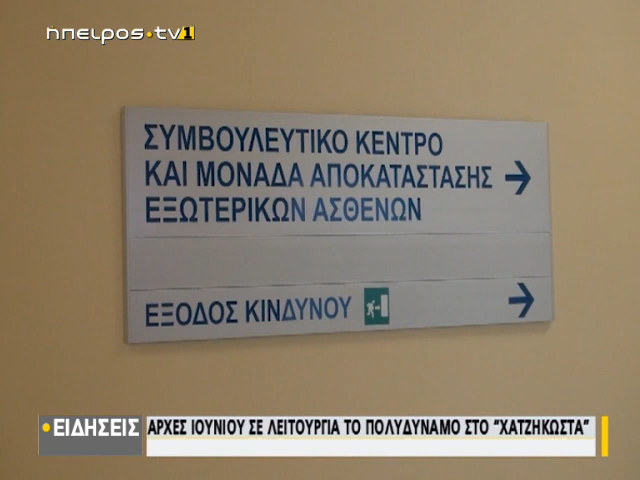 ηπειρος.tv1
ΣΥΜΒΟΥΛΕΥΤΙΚΟ ΚΕΝΤΡΟ
ΚΑΙ ΜΟΝΑΔΑ ΑΠΟΚΑΤΑΣΤΑΣΗΣ
ΕΞΩΤΕΡΙΚΩΝ ΑΣΘΕΝΩΝ
ΕΞΟΔΟΣ ΚΙΝΔΥΝΟΥ
ΕΙΔΗΣΕΙΣ
ΑΡΧΕΣ ΙΟΥΝΙΟΥ ΣΕ ΛΕΙΤΟΥΡΓΙΑ ΤΟ ΠΟΛΥΔΥΝΑΜΟ ΣΤΟ "ΧΑΤΖΗΚΩΣΤΑ"